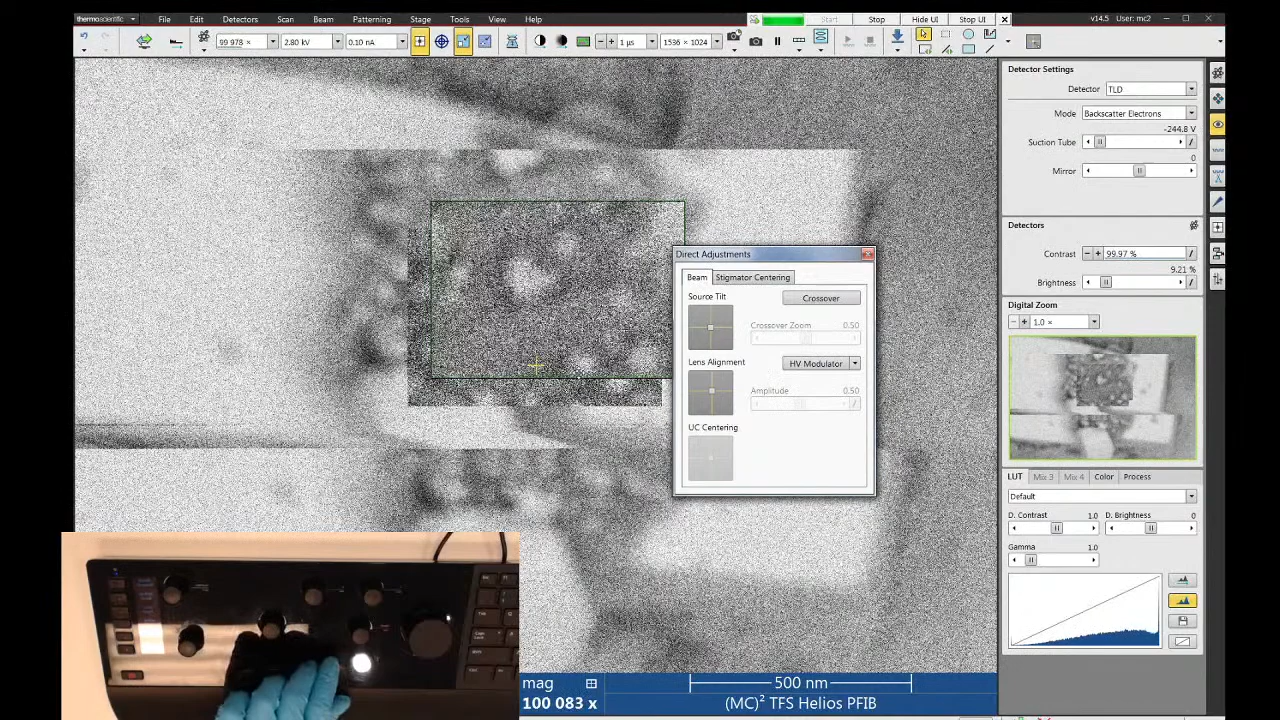 thermoscientific File Edit Detectors Scan Beam Patterning Stage Tools View Help Start Stop Hide UI Stop UI v14.5 User: mc2
99 978 × 2.80 kV 0.10 nA 1 µs 1536 × 1024
Detector Settings
Detector TLD
Mode Backscatter Electrons
-244.8 V
Suction Tube
0
Mirror
Detectors
Contrast 99.97 %
9.21 %
Brightness
Digital Zoom
1.0 ×
LUT Mix 3 Mix 4 Color Process
Default
D. Contrast 1.0 D. Brightness 0
Gamma 1.0
Direct Adjustments
Beam Stigmator Centering
Source Tilt Crossover
Crossover Zoom 0.50
Lens Alignment HV Modulator
Amplitude 0.50
UC Centering
mag 500 nm
100 083 x (MC)² TFS Helios PFIB